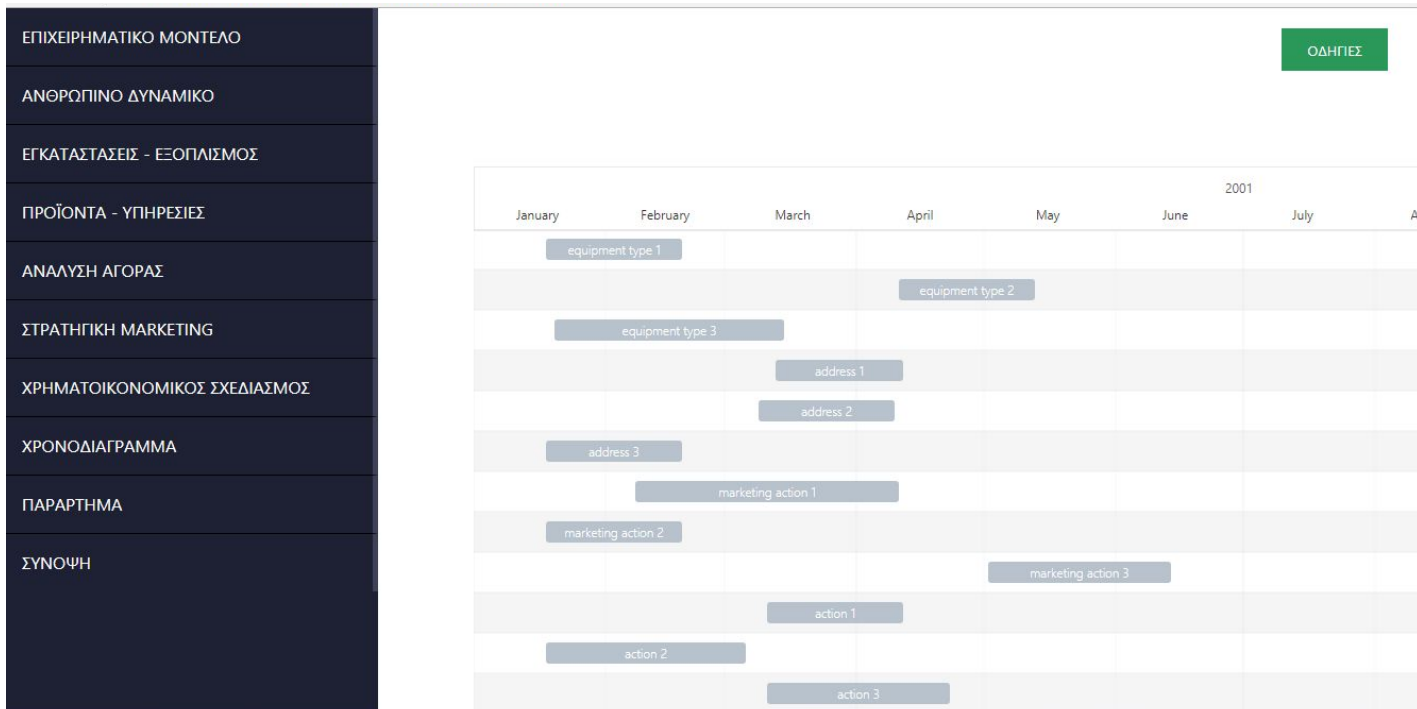 ΕΠΙΧΕΙΡΗΜΑΤΙΚΟ ΜΟΝΤΕΛΟ
ΑΝΘΡΩΠΙΝΟ ΔΥΝΑΜΙΚΟ
ΕΓΚΑΤΑΣΤΑΣΕΙΣ - ΕΞΟΠΛΙΣΜΟΣ
ΠΡΟΪΟΝΤΑ - ΥΠΗΡΕΣΙΕΣ
ΑΝΑΛΥΣΗ ΑΓΟΡΑΣ
ΣΤΡΑΤΗΓΙΚΗ MARKETING
ΧΡΗΜΑΤΟΙΚΟΝΟΜΙΚΟΣ ΣΧΕΔΙΑΣΜΟΣ
ΧΡΟΝΟΔΙΑΓΡΑΜΜΑ
ΠΑΡΑΡΤΗΜΑ
ΣΥΝΟΨΗ
ΟΔΗΓΙΕΣ
2001
January February March April May June July
equipment type 1
equipment type 2
equipment type 3
address 1
address 2
address 3
marketing action 1
marketing action 2
marketing action 3
action 1
action 2
action 3